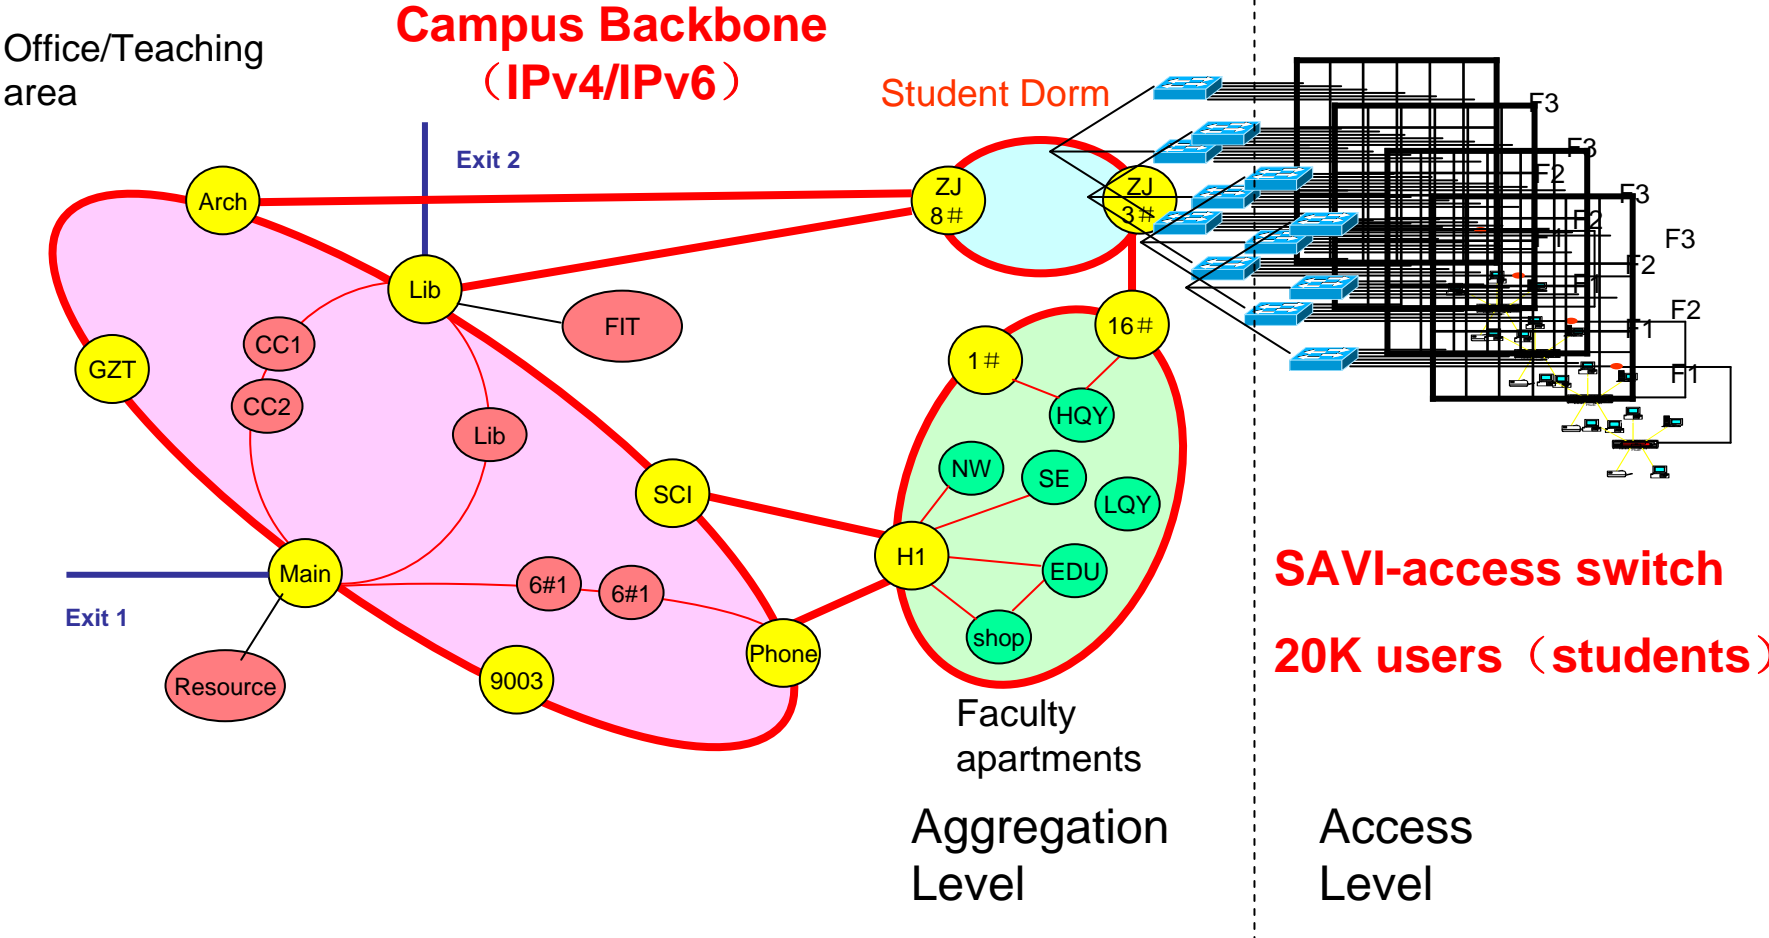 Office/Teaching
area
Campus Backbone
（IPv4/IPv6）
Student Dorm
Exit 2
Arch
ZJ
8#
ZJ
3#
Lib
FIT
CC1
GZT
CC2
Lib
16#
1#
HQY
NW
SE
LQY
SCI
H1
EDU
shop
Main
6#1
6#1
Exit 1
Phone
Resource
9003
Faculty
apartments
Aggregation
Level
F3
F3
F2
F3
F2
F3
F1
F2
F1
F2
F1
F1
SAVI-access switch
20K users（students）
Access
Level